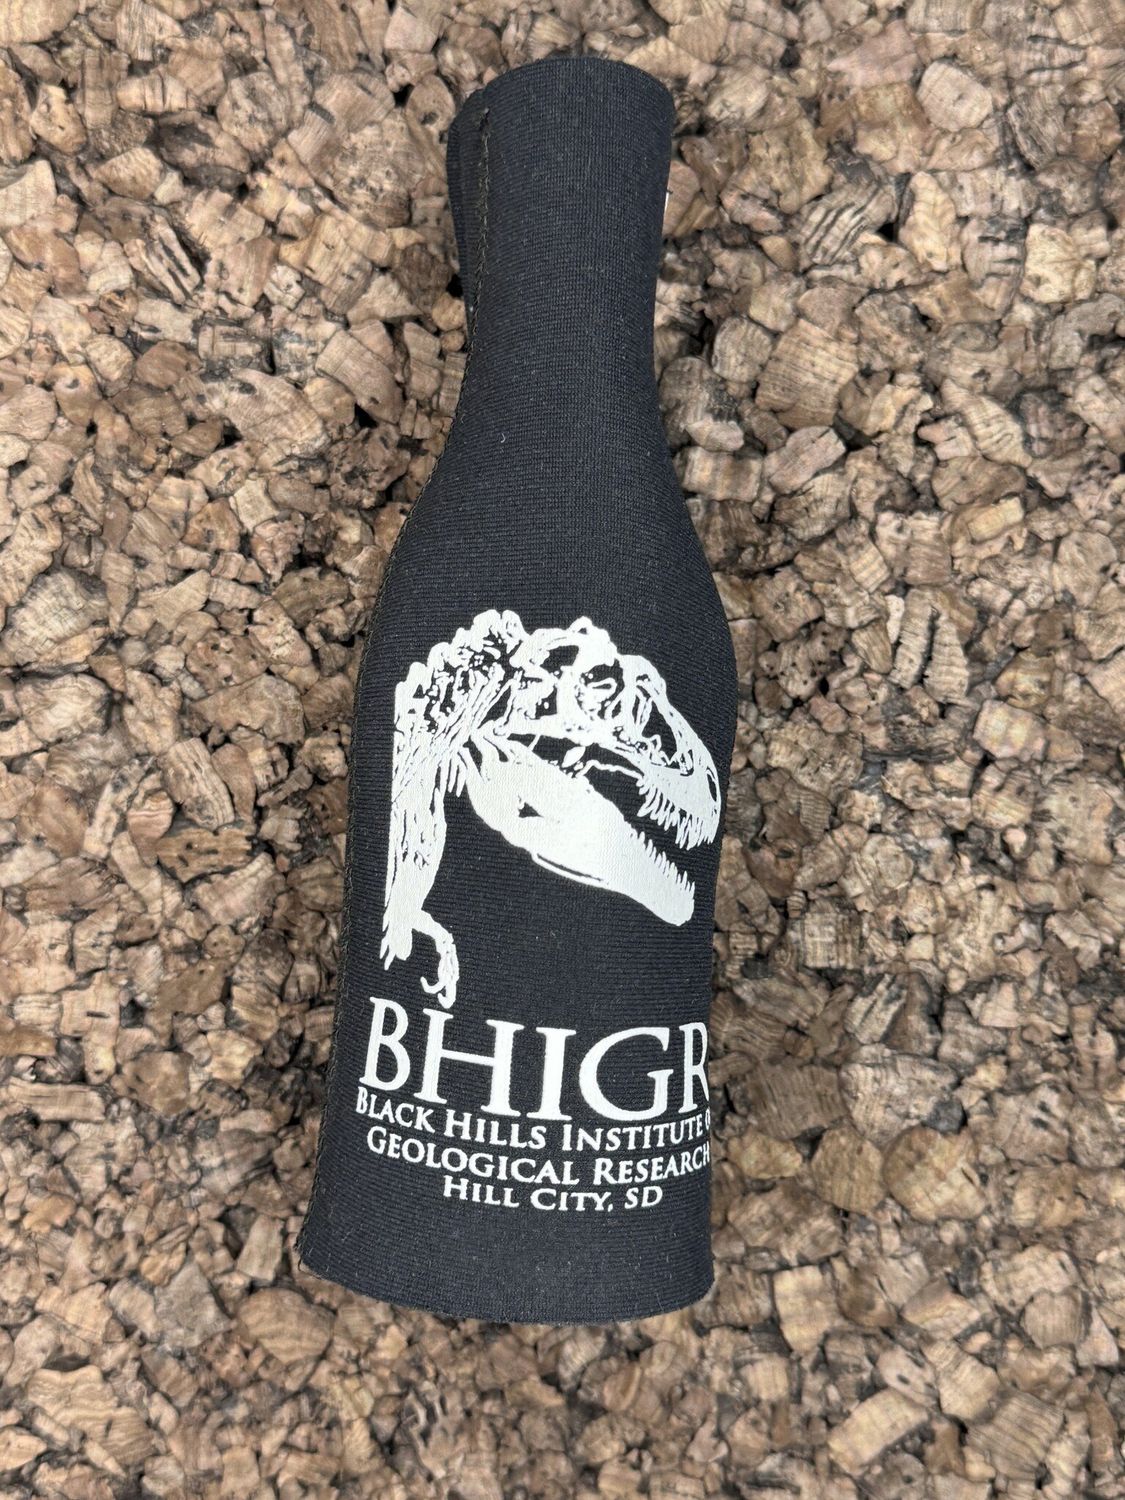 BHIGR
BLACK HILLS INSTITUTE
GEOLOGICAL RESEARCH
HILL CITY, SD